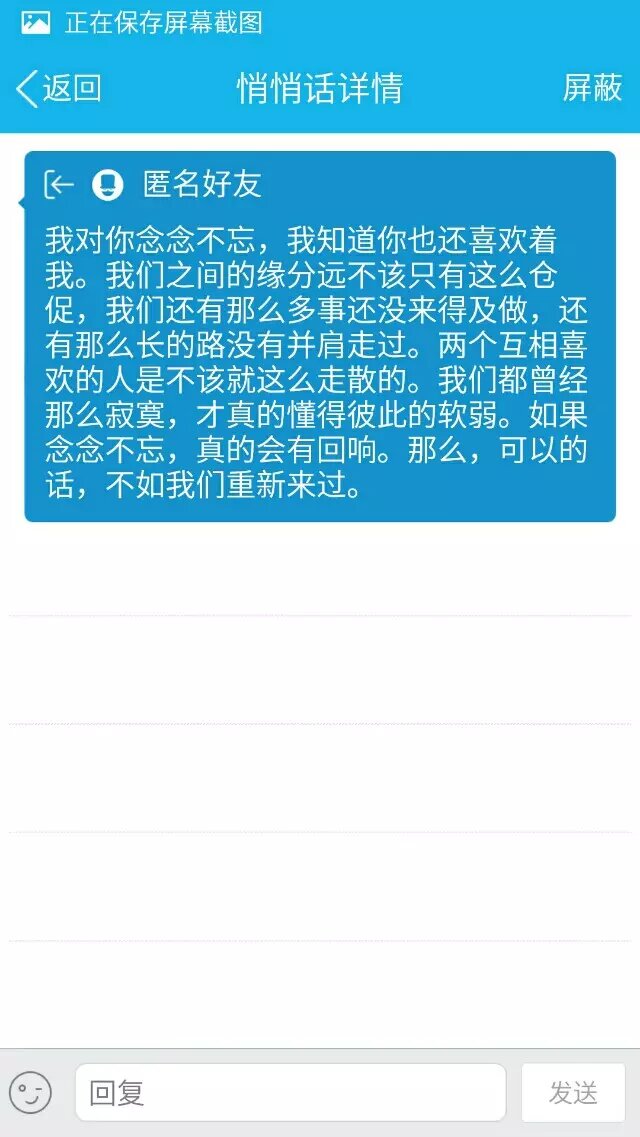 正在保存屏幕截图
返回
悄悄话详情
屏蔽
匿名好友
我对你念念不忘，我知道你也还喜欢着
我。我们之间的缘分远不该只有这么仓
促，我们还有那么多事还没来得及做，还
有那么长的路没有并肩走过。两个互相喜
欢的人是不该就这么走散的。我们都曾经
那么寂寞，才真的懂得彼此的软弱。如果
念念不忘，真的会有回响。那么，可以的
话，不如我们重新来过。
回复
发送